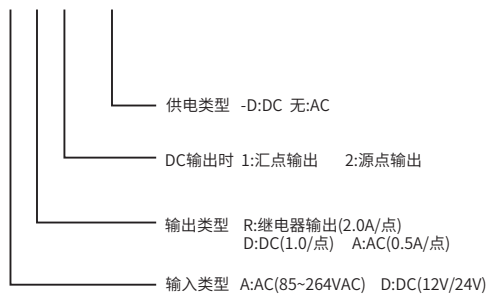 供电类型 -D:DC 无:AC
DC输出时 1:汇点输出 2:源点输出
输出类型 R:继电器输出(2.0A/点)
D:DC(1.0/点) A:AC(0.5A/点)
输入类型 A:AC(85~264VAC) D:DC(12V/24V)